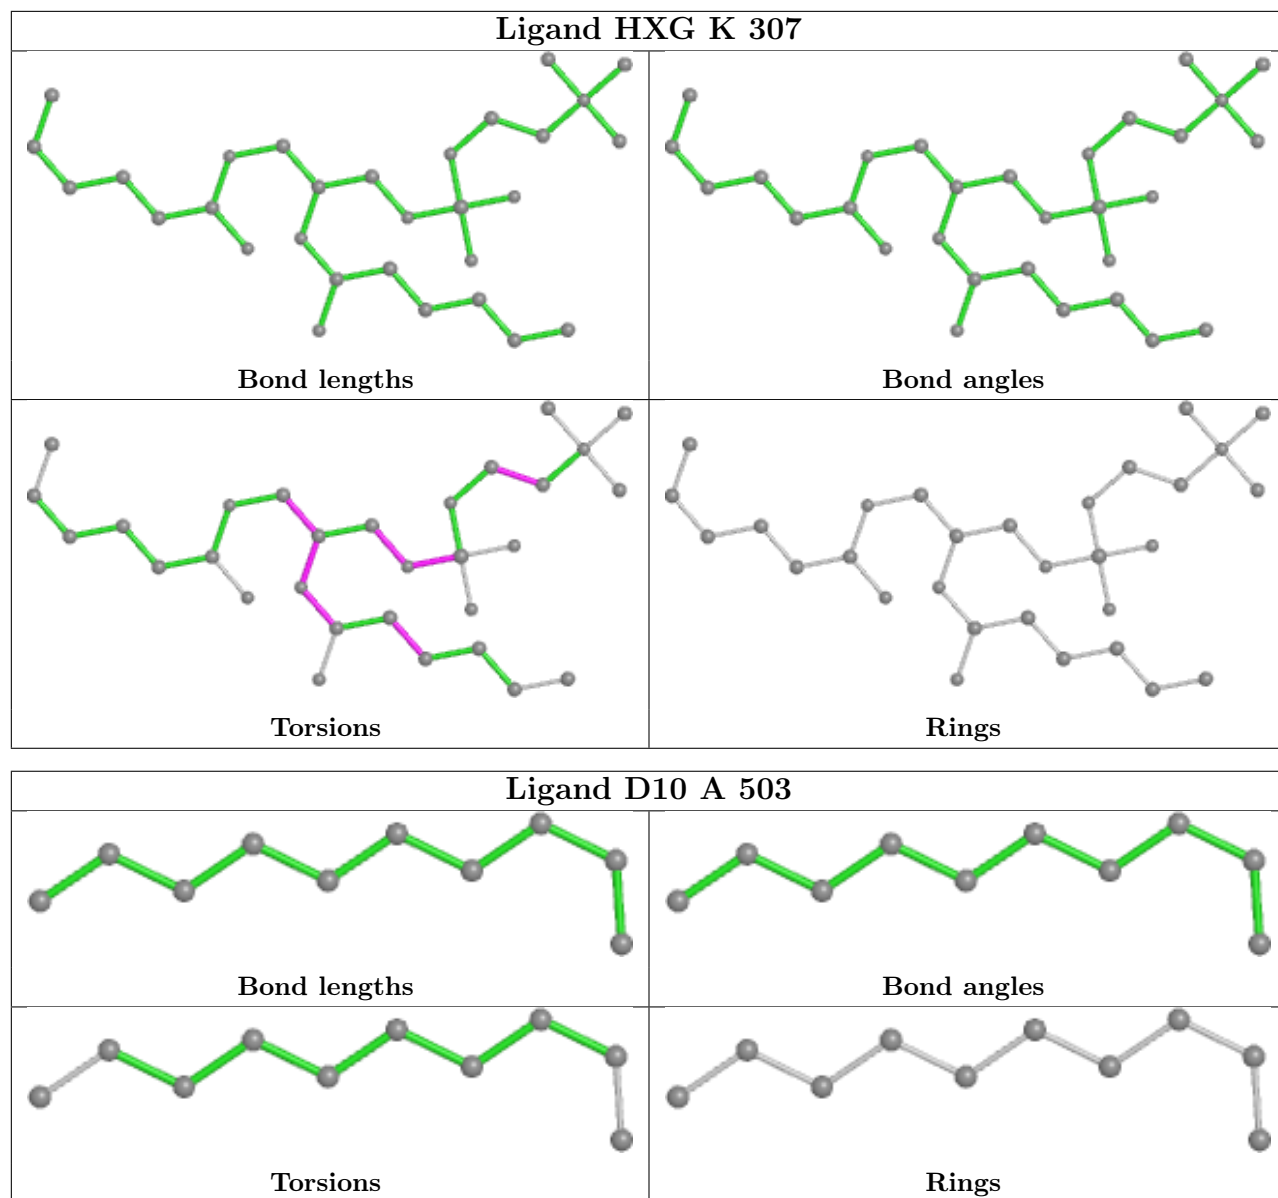 Ligand HXG K 307
Bond lengths
Bond angles
Torsions
Rings
Ligand D10 A 503
Bond lengths
Bond angles
Torsions
Rings